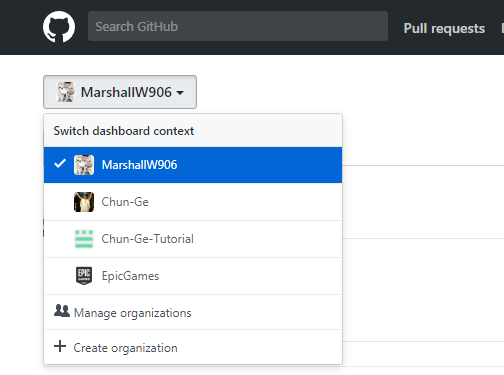 Search GitHub
Pull requests
MarshallW906
Switch dashboard context
MarshallW906
Chun-Ge
Chun-Ge-Tutorial
EPIC
GAMES
EpicGames
Manage organizations
Create organization